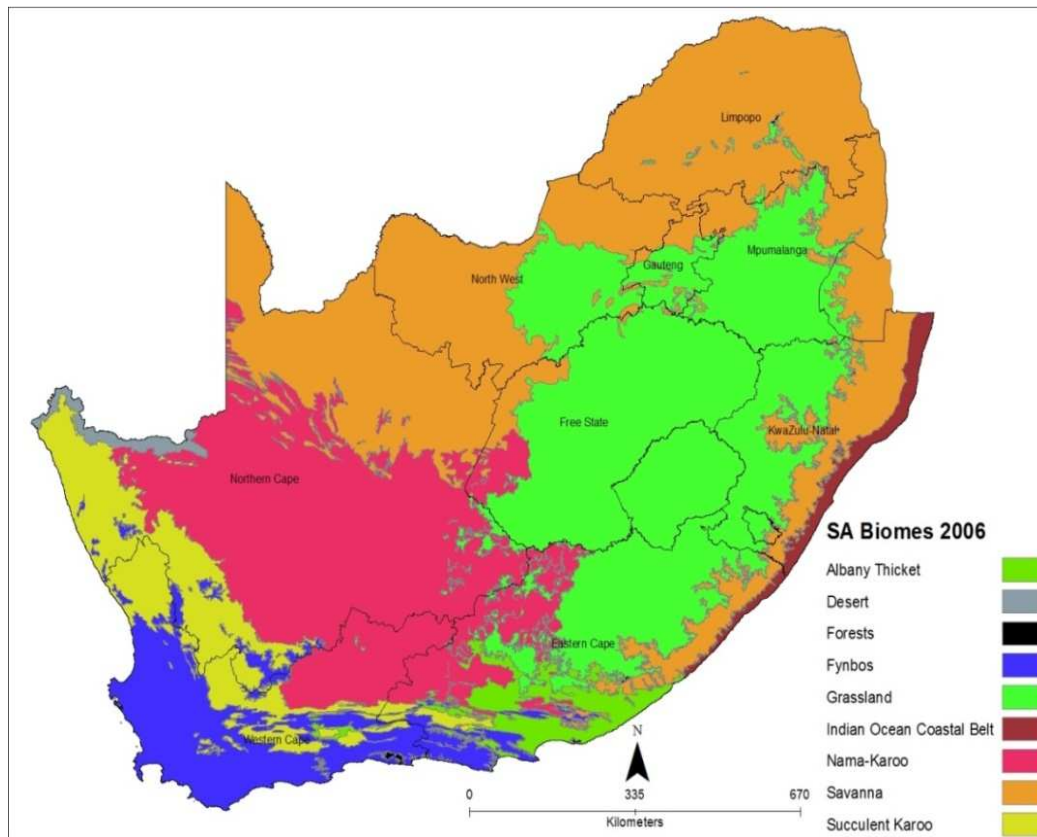 Limpopo
Mpumalanga
Gauteng
North West
Free State
KwaZulu-Natal
Northern Cape
Eastern Cape
Western Cape
SA Biomes 2006
Albany Thicket
Desert
Forests
Fynbos
Grassland
Indian Ocean Coastal Belt
Nama-Karoo
Savanna
Succulent Karoo
N
0 335 670
Kilometers